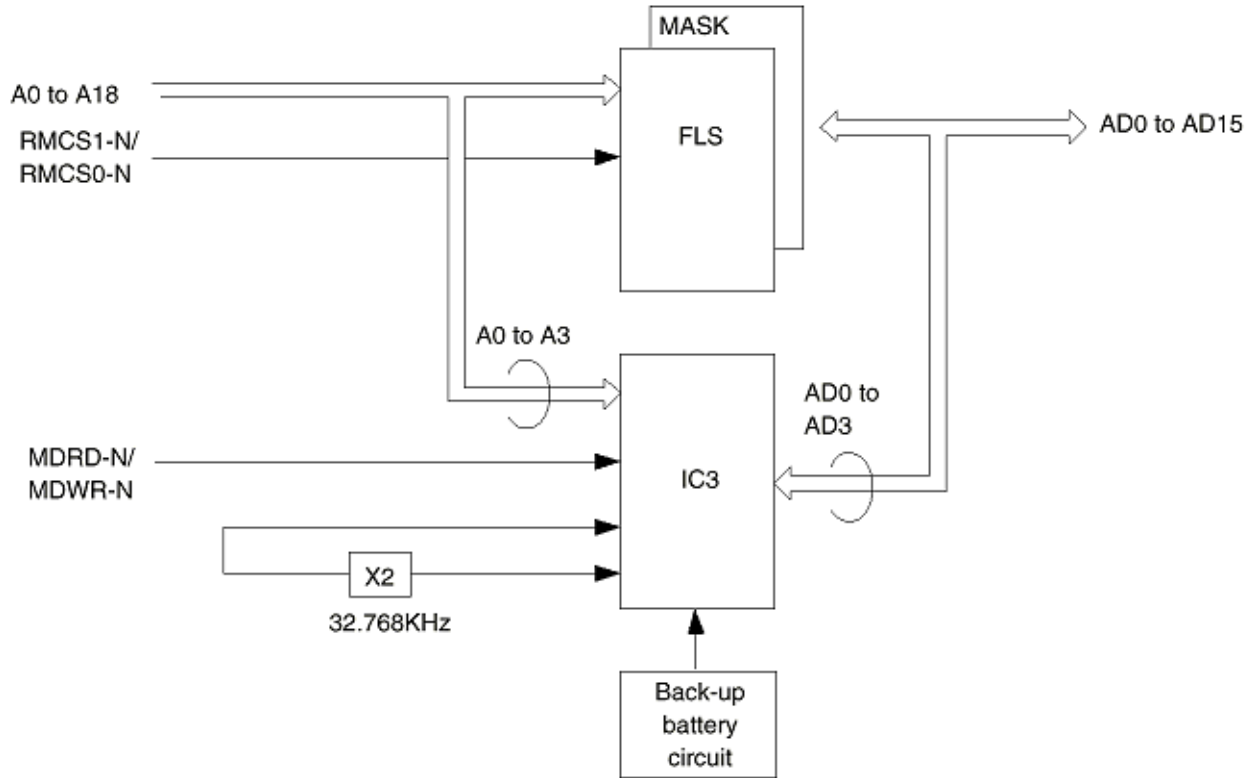 MASK
A0 to A18
RMCS1-N/
RMCS0-N
FLS
AD0 to AD15
A0 to A3
AD0 to
AD3
MDRD-N/
MDWR-N
IC3
X2
32.768KHz
Back-up
battery
circuit